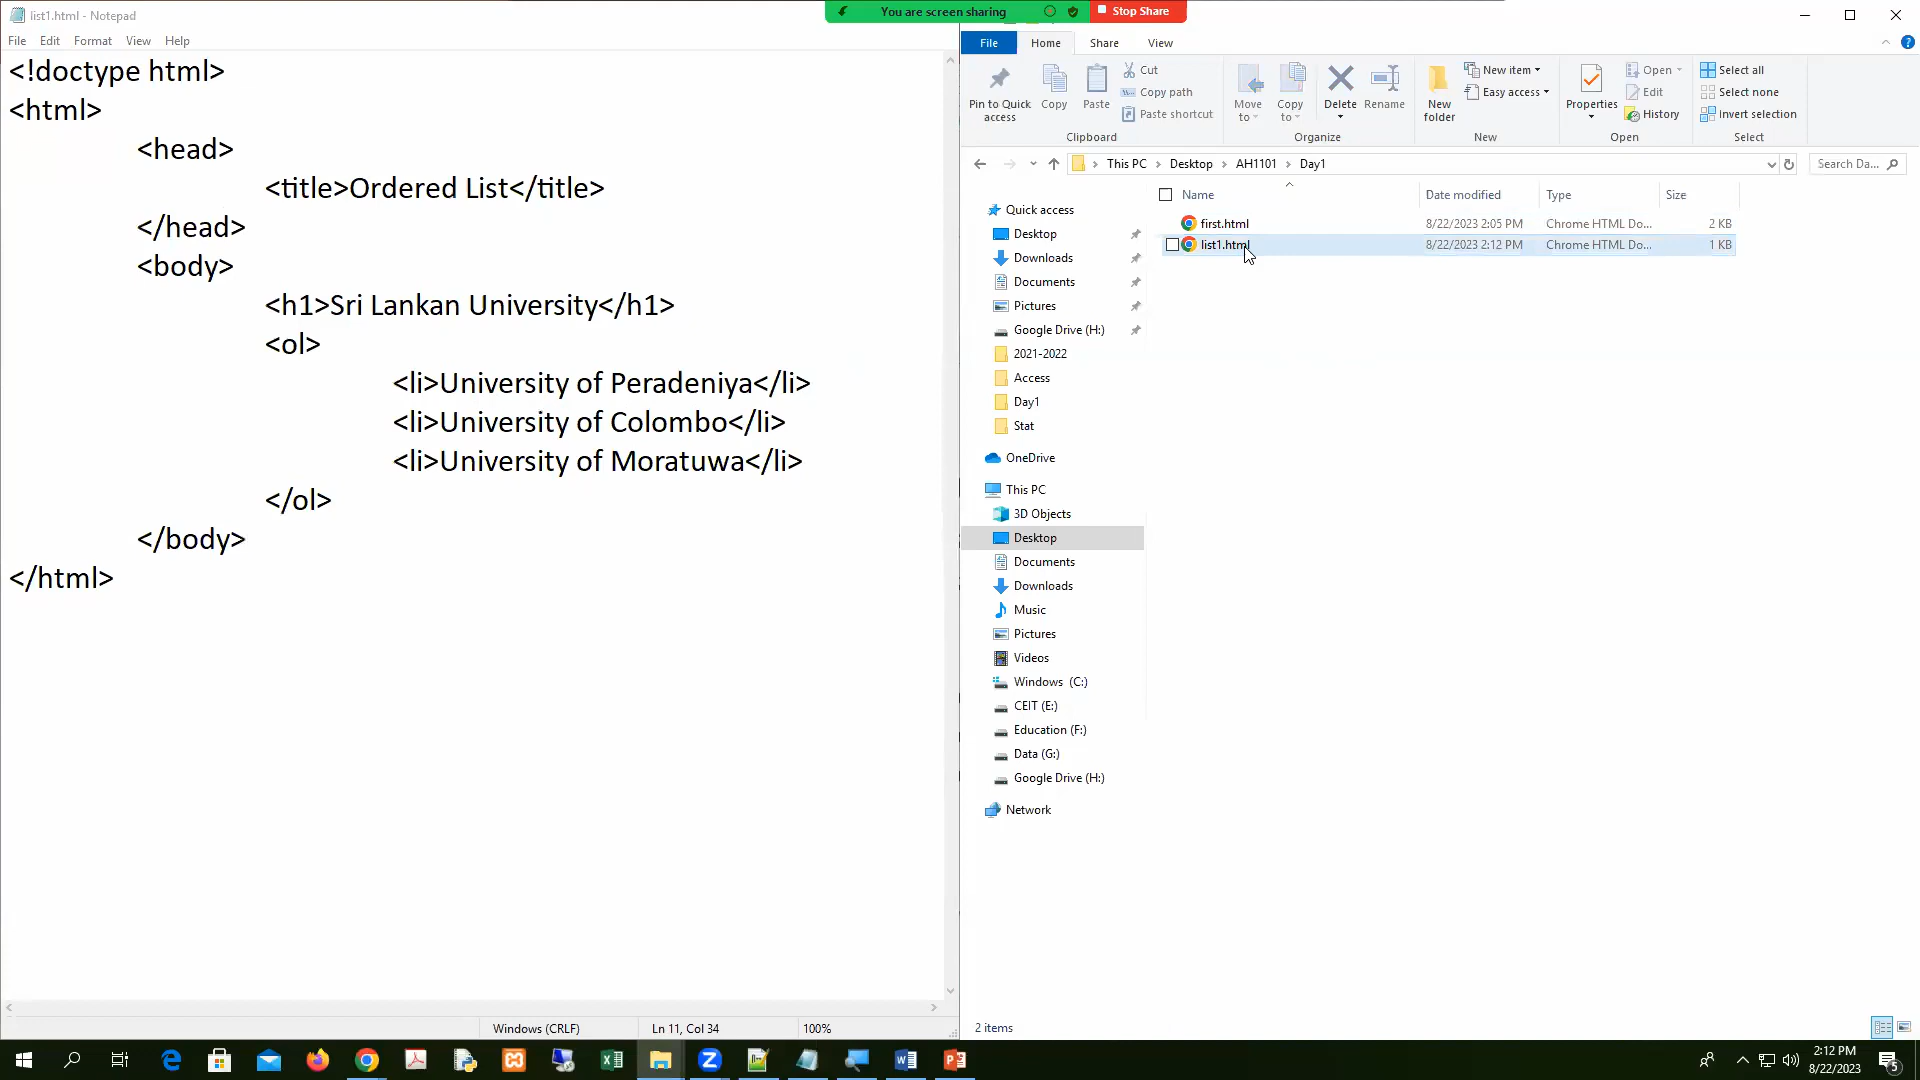 list1.html - Notepad
You are screen sharing
Stop Share
File Edit Format View Help
<!doctype html>
<html>
<head>
<title>Ordered List</title>
</head>
<body>
<h1>Sri Lankan University</h1>
<ol>
<li>University of Peradeniya</li>
<li>University of Colombo</li>
<li>University of Moratuwa</li>
</ol>
</body>
</html>
Windows (CRLF) Ln 11, Col 34 100%
File Home Share View
Pin to Quick access
Copy
Paste
Cut
Copy path
Paste shortcut
Clipboard
Move to
Copy to
Delete
Rename
Organize
New folder
New item
Easy access
New
Properties
Open
Edit
History
Open
Select all
Select none
Invert selection
Select
This PC > Desktop > AH1101 > Day1
Search Da...
Name Date modified Type Size
first.html 8/22/2023 2:05 PM Chrome HTML Do... 2 KB
list1.html 8/22/2023 2:12 PM Chrome HTML Do... 1 KB
Quick access
Desktop
Downloads
Documents
Pictures
Google Drive (H:)
2021-2022
Access
Day1
Stat
OneDrive
This PC
3D Objects
Desktop
Documents
Downloads
Music
Pictures
Videos
Windows (C:)
CEIT (E:)
Education (F:)
Data (G:)
Google Drive (H:)
Network
2 items
2:12 PM
8/22/2023
5